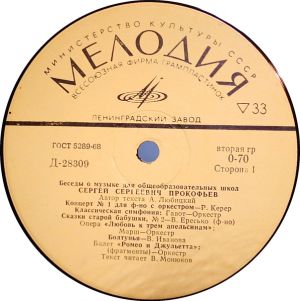 МИНИСТЕРСТВО КУЛЬТУРЫ СССР
МЕЛОДИЯ
ВСЕСОЮЗНАЯ ФИРМА ГРАМПЛАСТИНОК
33
ЛЕНИНГРАДСКИЙ ЗАВОД
ГОСТ 5289-68
вторая гр
Д-28309
0-70
Сторона 1
Беседы о музыке для общеобразовательных школ
СЕРГЕЙ СЕРГЕЕВИЧ ПРОКОФЬЕВ
Автор текста А. Любицкий
Концерт № 1 для ф-но с оркестром—Р. Керер
Классическая симфония: Гавот—Оркестр
Сказки старой бабушки, №2—В. Ересько (ф-но)
Опера «Любовь к трем апельсинам»:
Марш—Оркестр
Болтунья—В. Иванова
Балет «Ромео и Джульетта»:
(фрагменты)—Оркестр
Текст читает В. Монюков